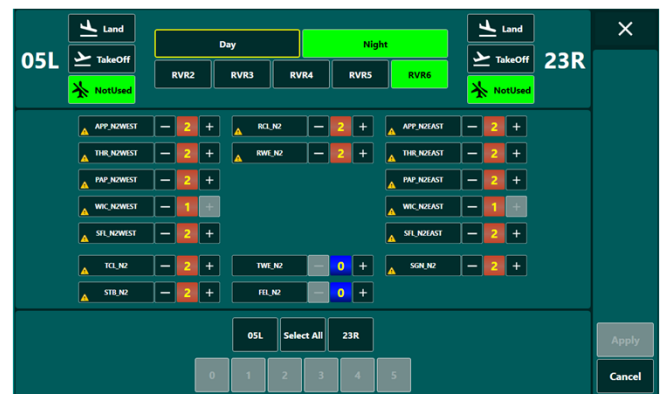 Land
Land
Day
Night
05L
TakeOff
TakeOff
23R
RVR2 RVR3 RVR4 RVR5 RVR6
NotUsed
NotUsed
APP_N2WEST — 2 +
RCL_N2 — 2 +
APP_N2EAST — 2 +
THR_N2WEST — 2 +
RWE_N2 — 2 +
THR_N2EAST — 2 +
PAP_N2WEST — 2 +
PAP_N2EAST — 2 +
WIC_N2WEST — 1 +
WIC_N2EAST — 1 +
SFL_N2WEST — 2 +
SFL_N2EAST — 2 +
TCL_N2 — 2 +
TWE_N2 — 0 +
SGN_N2 — 2 +
STB_N2 — 2 +
FEL_N2 — 0 +
05L Select All 23R
Apply
0 1 2 3 4 5
Cancel